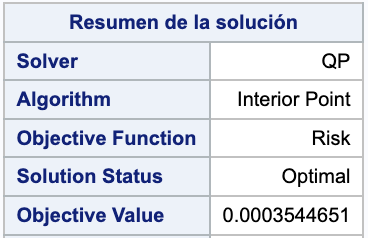 Resumen de la solución
Solver QP
Algorithm Interior Point
Objective Function Risk
Solution Status Optimal
Objective Value 0.0003544651